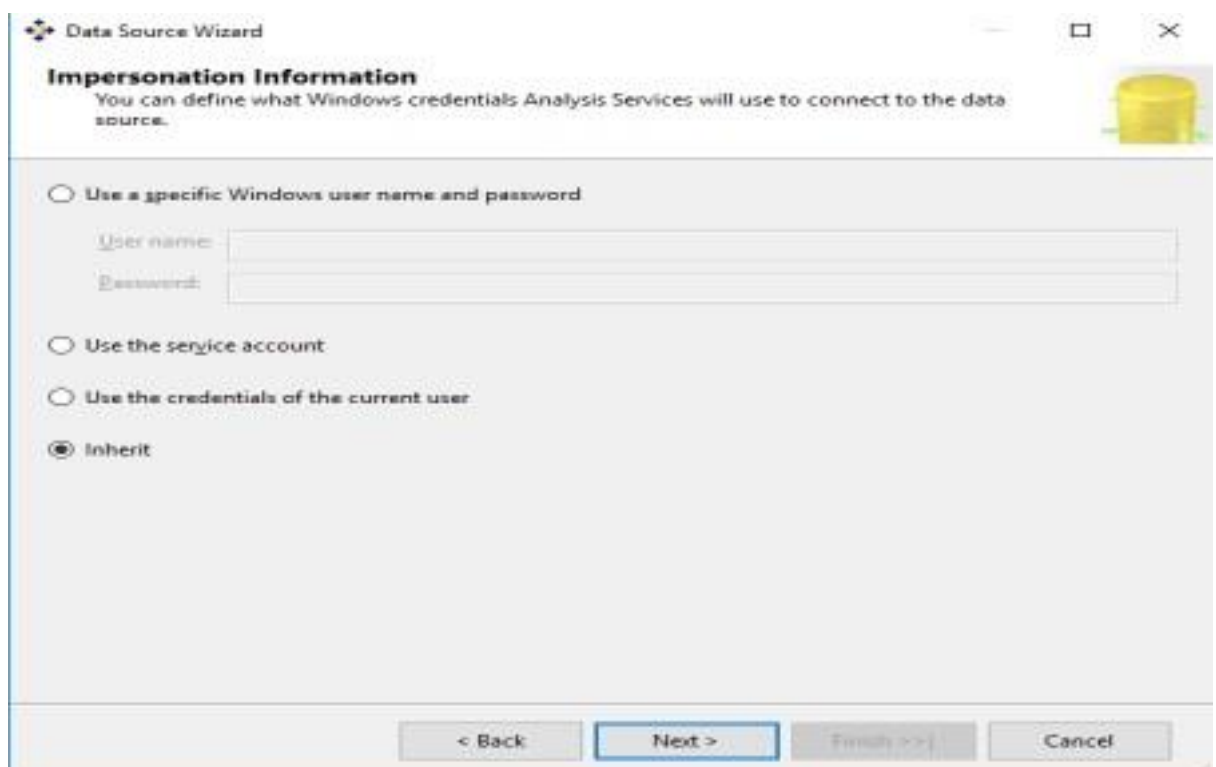 Data Source Wizard
Impersonation Information
You can define what Windows credentials Analysis Services will use to connect to the data
source.
Use a specific Windows user name and password
User name:
Password:
Use the service account
Use the credentials of the current user
Inherit
< Back Next > Finish >>| Cancel